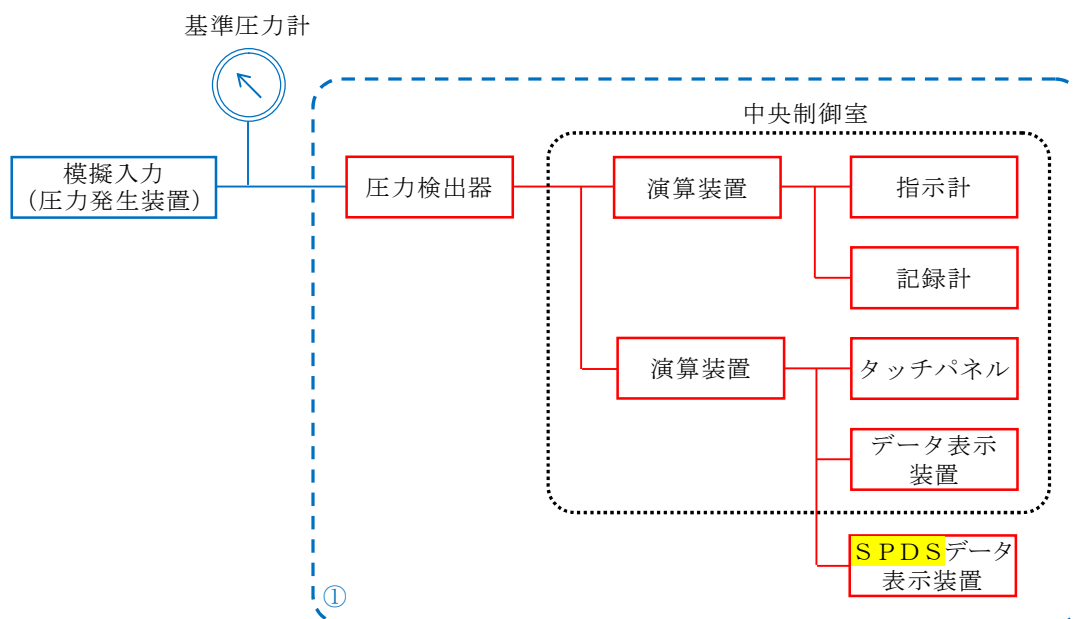 基準圧力計
中央制御室
模擬入力
（圧力発生装置）
圧力検出器
演算装置
指示計
記録計
演算装置
タッチパネル
データ表示
装置
ＳＰＤＳデータ
表示装置
①